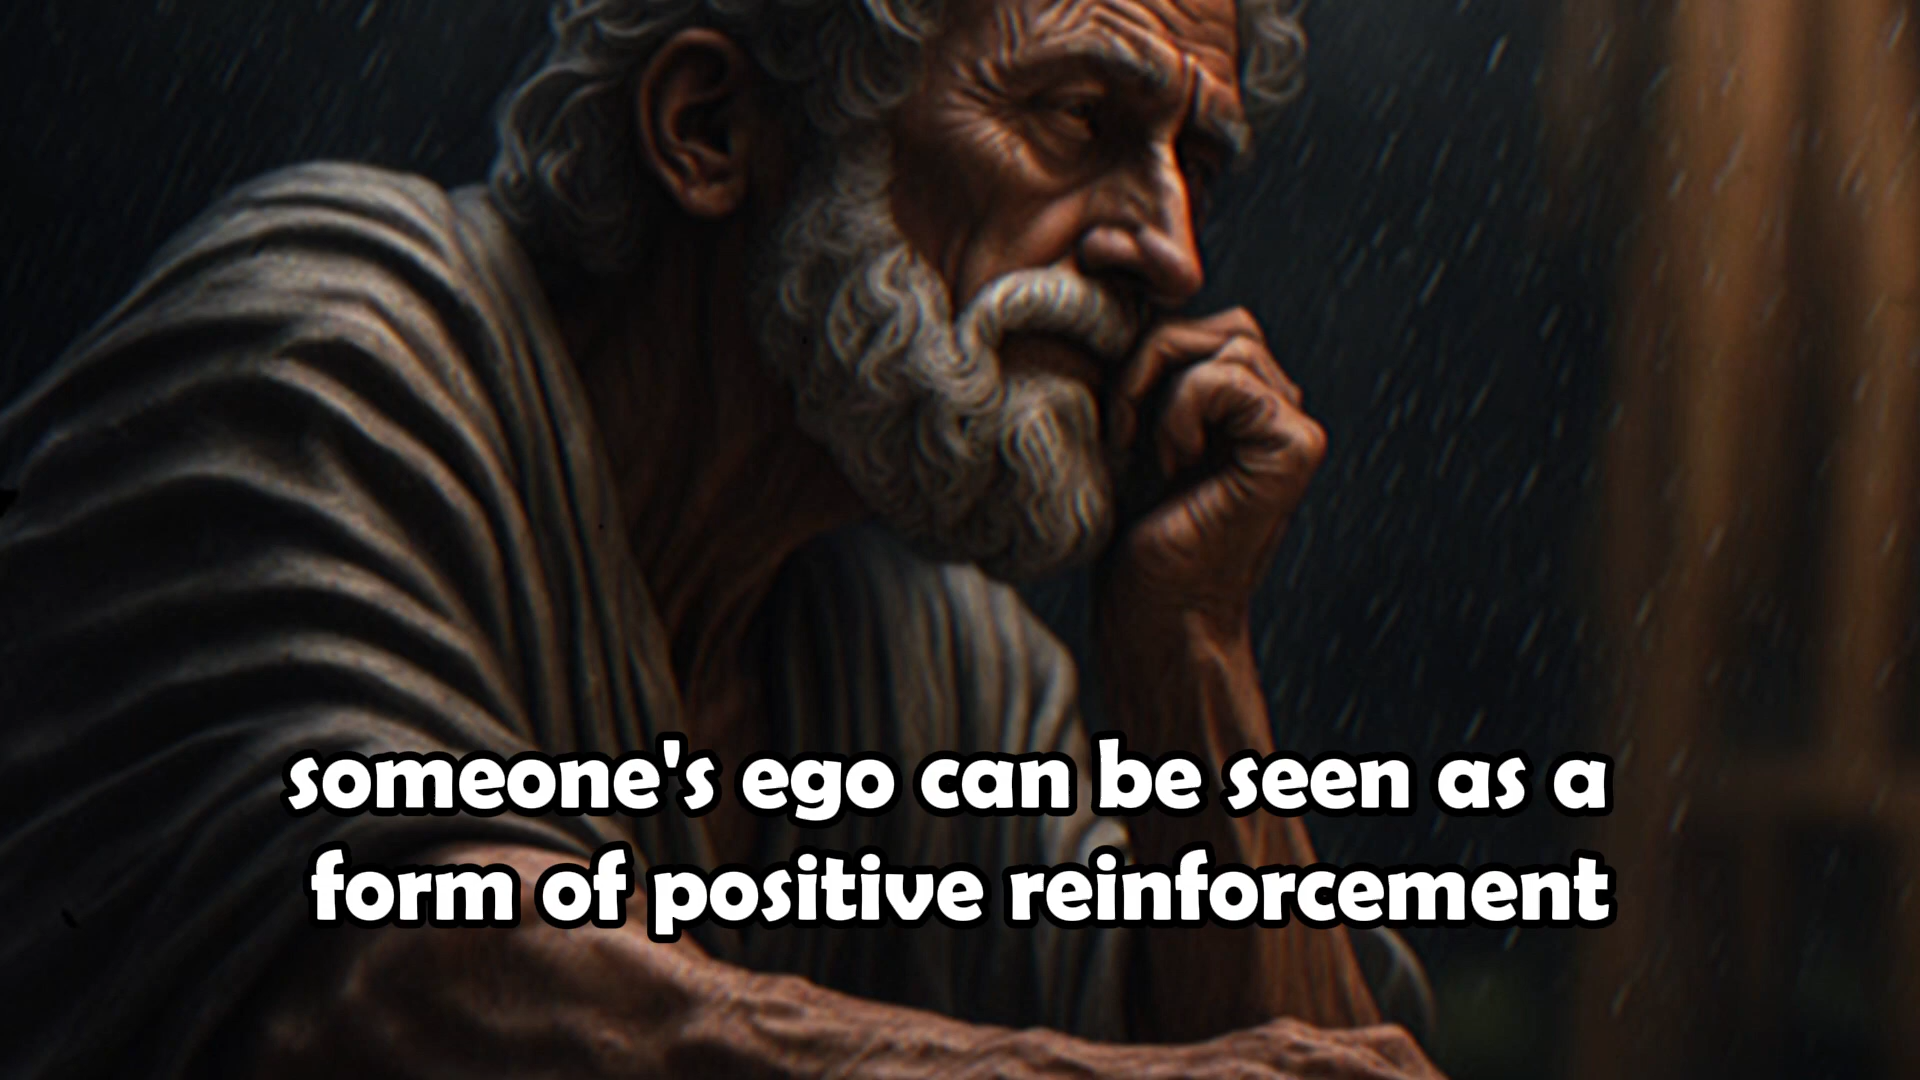 someone's ego can be seen as a
form of positive reinforcement